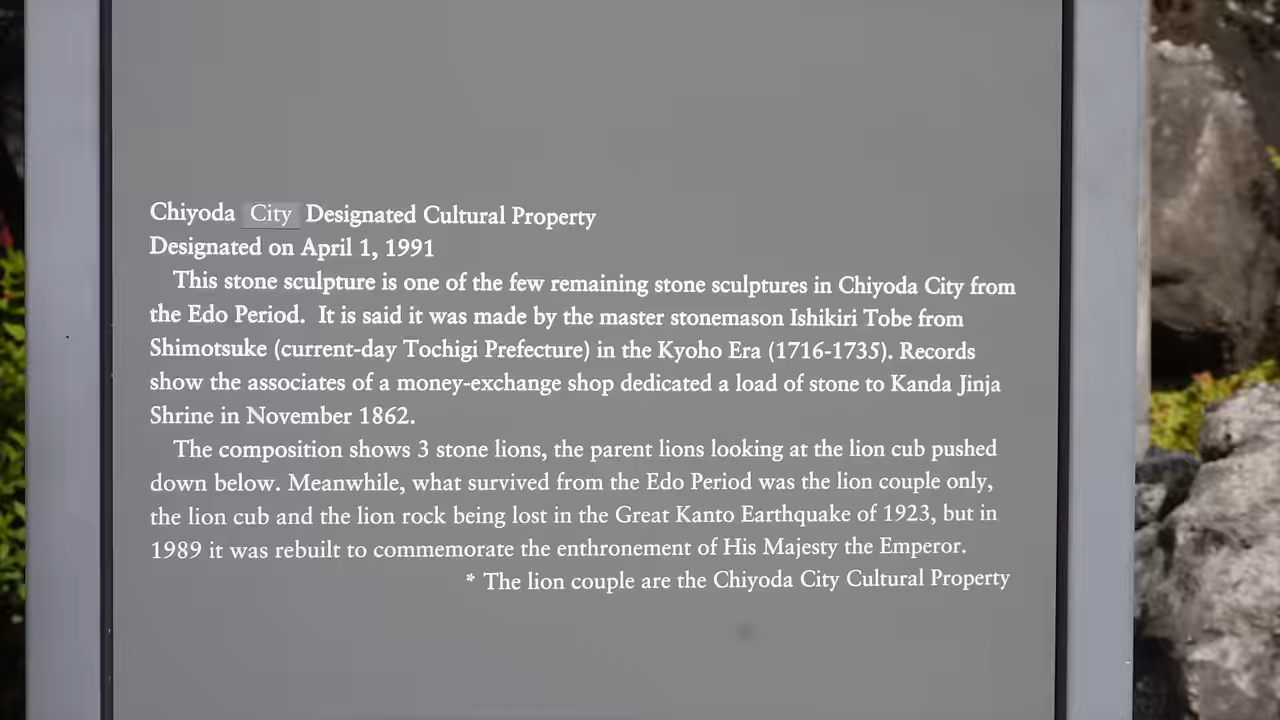 Chiyoda City Designated Cultural Property
Designated on April 1, 1991
This stone sculpture is one of the few remaining stone sculptures in Chiyoda City from
the Edo Period. It is said it was made by the master stonemason Ishikiri Tobe from
Shimotsuke (current-day Tochigi Prefecture) in the Kyoho Era (1716-1735). Records
show the associates of a money-exchange shop dedicated a load of stone to Kanda Jinja
Shrine in November 1862.
The composition shows 3 stone lions, the parent lions looking at the lion cub pushed
down below. Meanwhile, what survived from the Edo Period was the lion couple only,
the lion cub and the lion rock being lost in the Great Kanto Earthquake of 1923, but in
1989 it was rebuilt to commemorate the enthronement of His Majesty the Emperor.
* The lion couple are the Chiyoda City Cultural Property